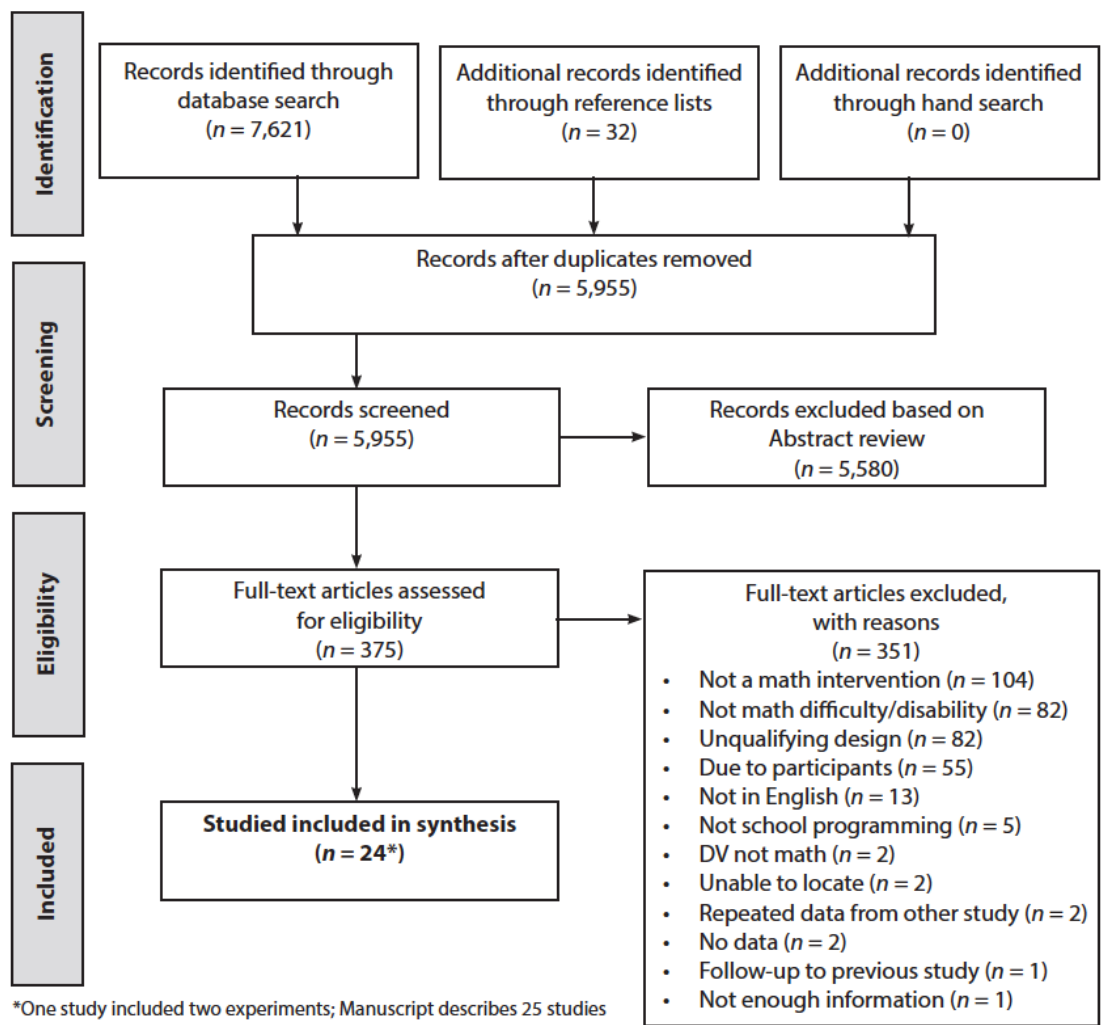 Identification
Records identified through
database search
(n = 7,621)
Additional records identified
through reference lists
(n = 32)
Additional records identified
through hand search
(n = 0)
Records after duplicates removed
(n = 5,955)
Screening
Records screened
(n = 5,955)
Records excluded based on
Abstract review
(n = 5,580)
Eligibility
Full-text articles assessed
for eligibility
(n = 375)
Full-text articles excluded,
with reasons
(n = 351)
• Not a math intervention (n = 104)
• Not math difficulty/disability (n = 82)
• Unqualifying design (n = 82)
• Due to participants (n = 55)
• Not in English (n = 13)
• Not school programming (n = 5)
• DV not math (n = 2)
• Unable to locate (n = 2)
• Repeated data from other study (n = 2)
• No data (n = 2)
• Follow-up to previous study (n = 1)
• Not enough information (n = 1)
Included
Studied included in synthesis
(n = 24*)
*One study included two experiments; Manuscript describes 25 studies